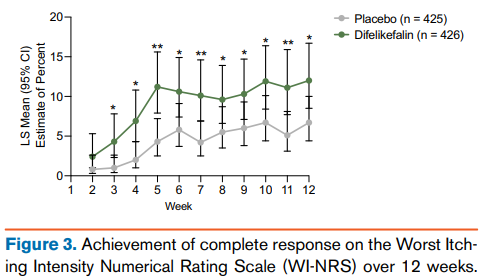 20
15
10
5
0
LS Mean (95% CI)
Estimate of Percent
Placebo (n = 425)
Difelikefalin (n = 426)
* * ** * ** * * * ** *
1 2 3 4 5 6 7 8 9 10 11 12
Week
Figure 3. Achievement of complete response on the Worst Itch-
ing Intensity Numerical Rating Scale (WI-NRS) over 12 weeks.